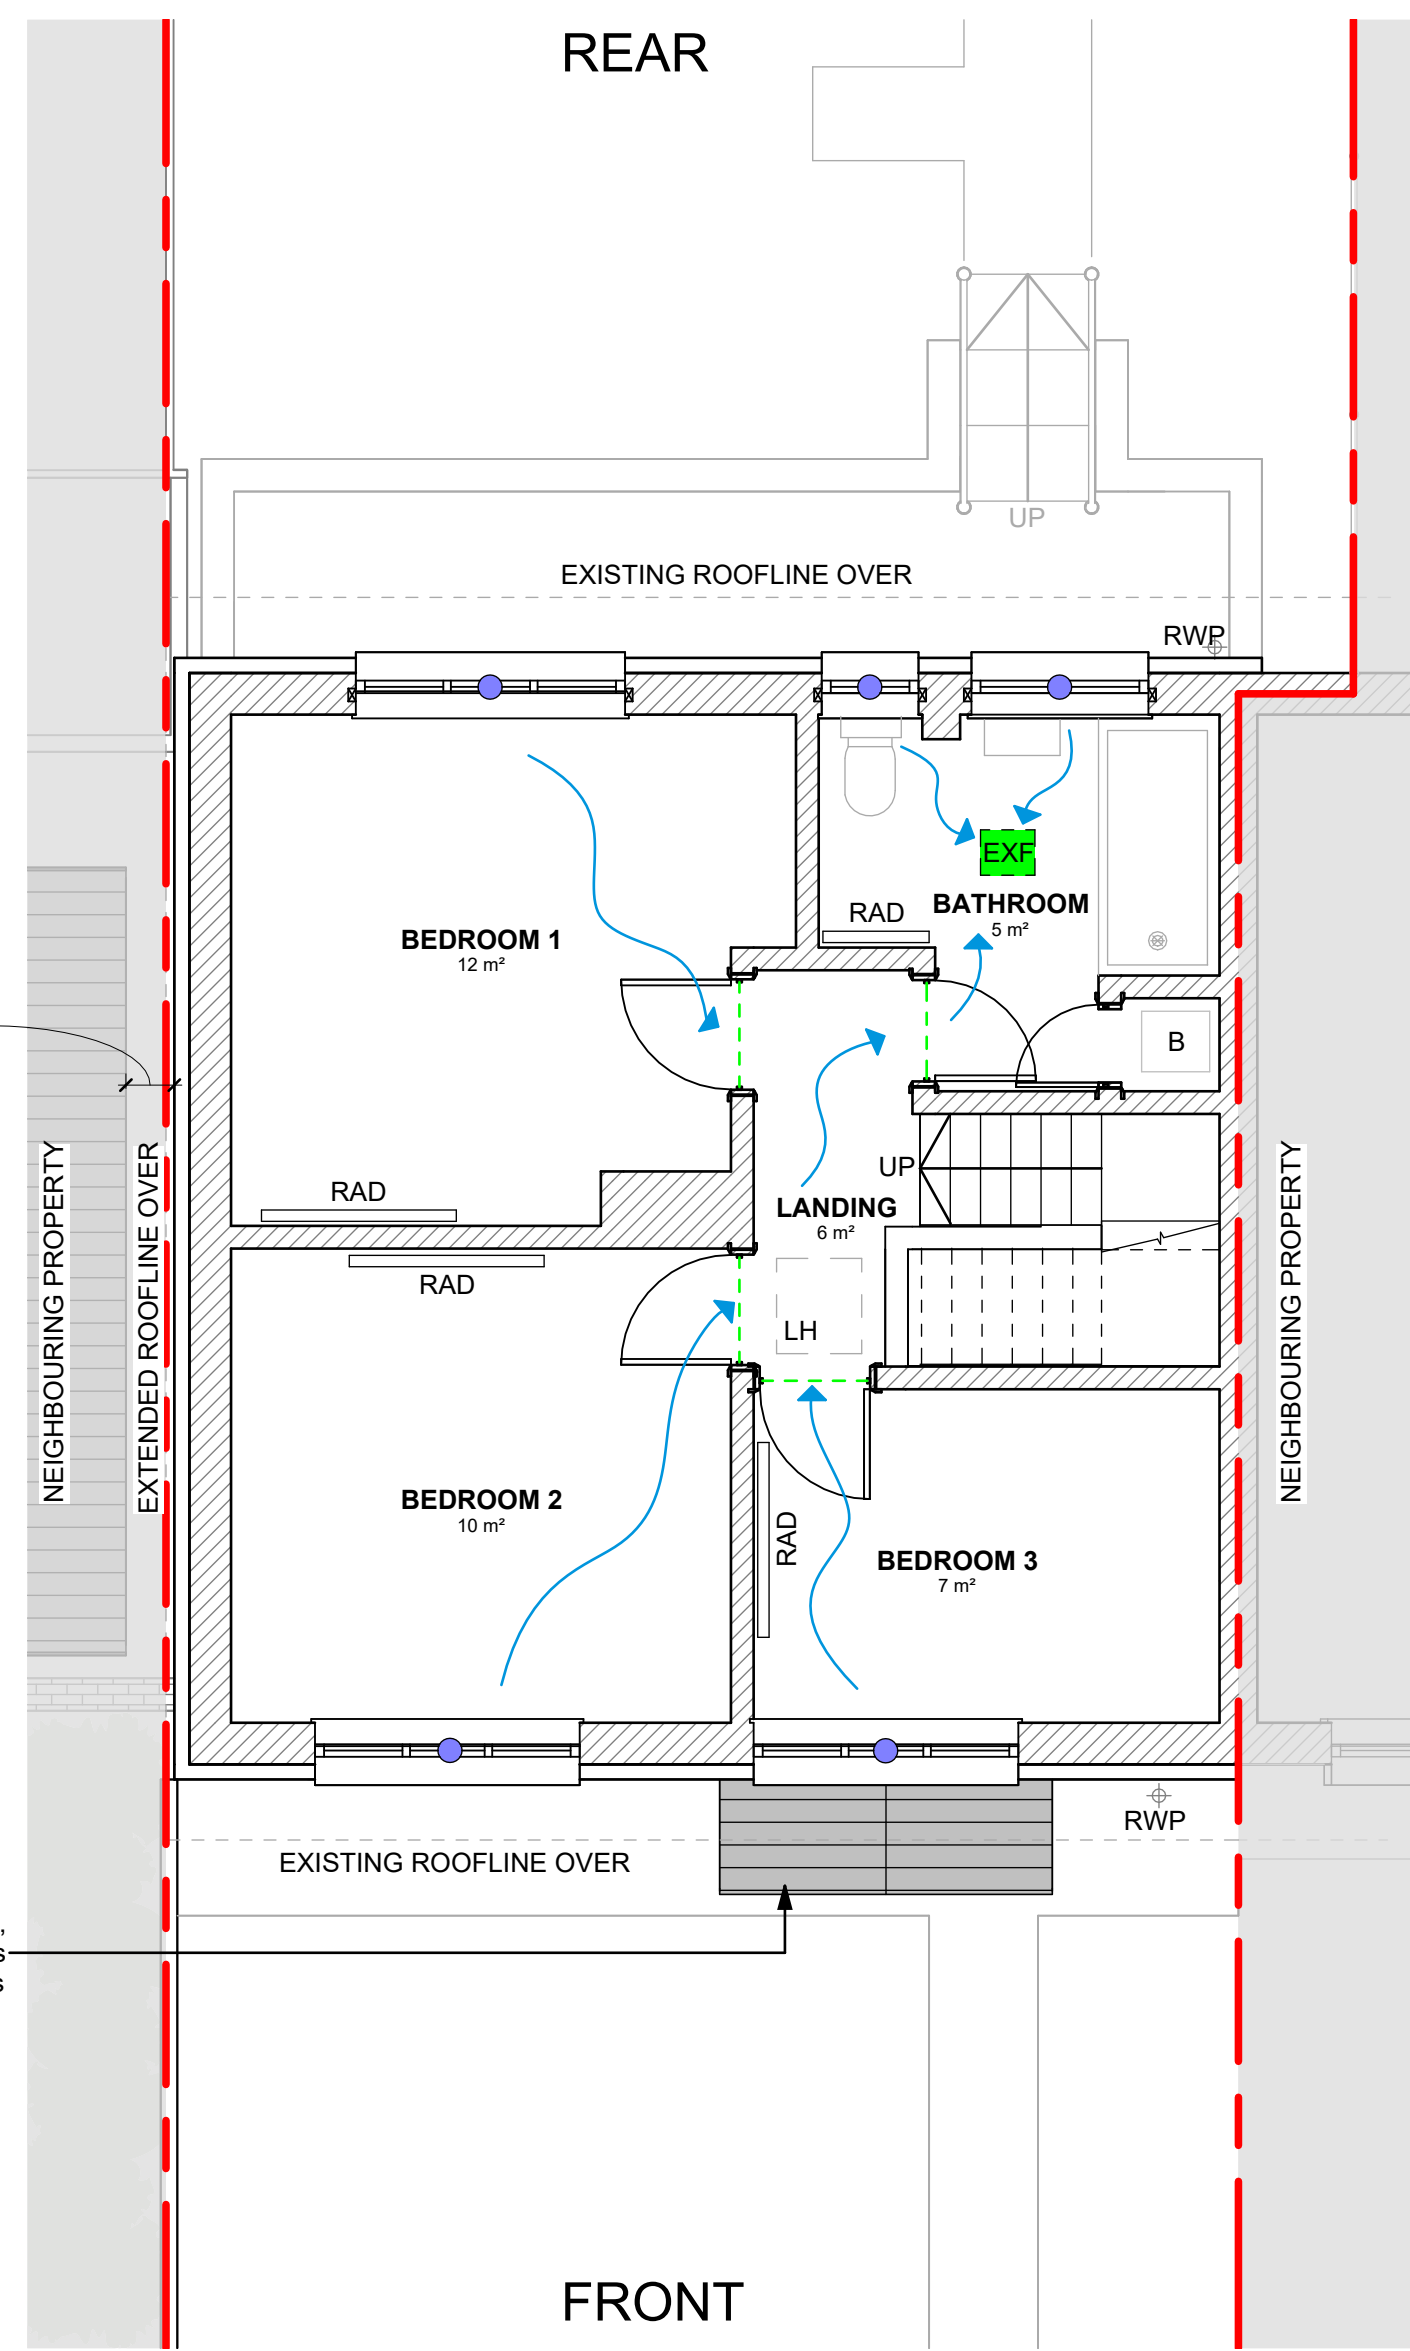 REAR
UP
EXISTING ROOFLINE OVER
RWP
EXF
BATHROOM
5 m²
RAD
BEDROOM 1
12 m²
B
NEIGHBOURING PROPERTY
EXTENDED ROOFLINE OVER
RAD
UP
LANDING
6 m²
NEIGHBOURING PROPERTY
RAD
LH
BEDROOM 2
10 m²
RAD
BEDROOM 3
7 m²
RWP
EXISTING ROOFLINE OVER
,
s
s
FRONT